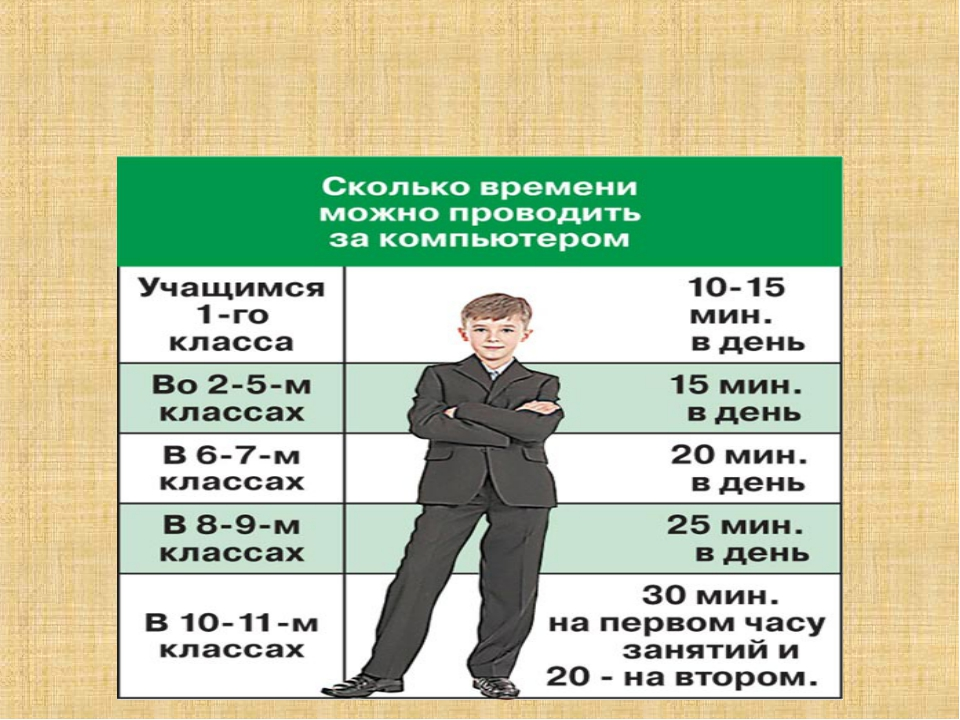 Сколько времени
можно проводить
за компьютером
Учащимся
1-го
класса
10-15
мин.
в день
Во 2-5-м
классах
15 мин.
в день
В 6-7-м
классах
20 мин.
в день
В 8-9-м
классах
25 мин.
в день
В 10-11-м
классах
30 мин.
на первом часу
занятий и
20 - на втором.